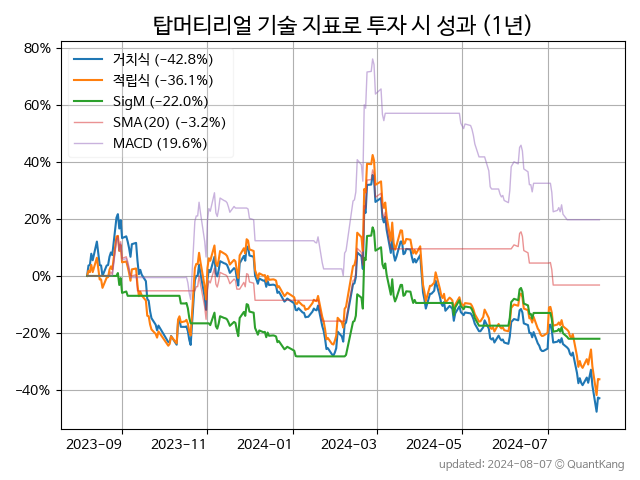 탑머티리얼 기술 지표로 투자 시 성과 (1년)
80%
60%
40%
20%
0%
−20%
−40%
거치식 (−42.8%)
적립식 (−36.1%)
SigM (−22.0%)
SMA(20) (−3.2%)
MACD (19.6%)
2023-09 2023-11 2024-01 2024-03 2024-05 2024-07
updated: 2024-08-07 © QuantKang